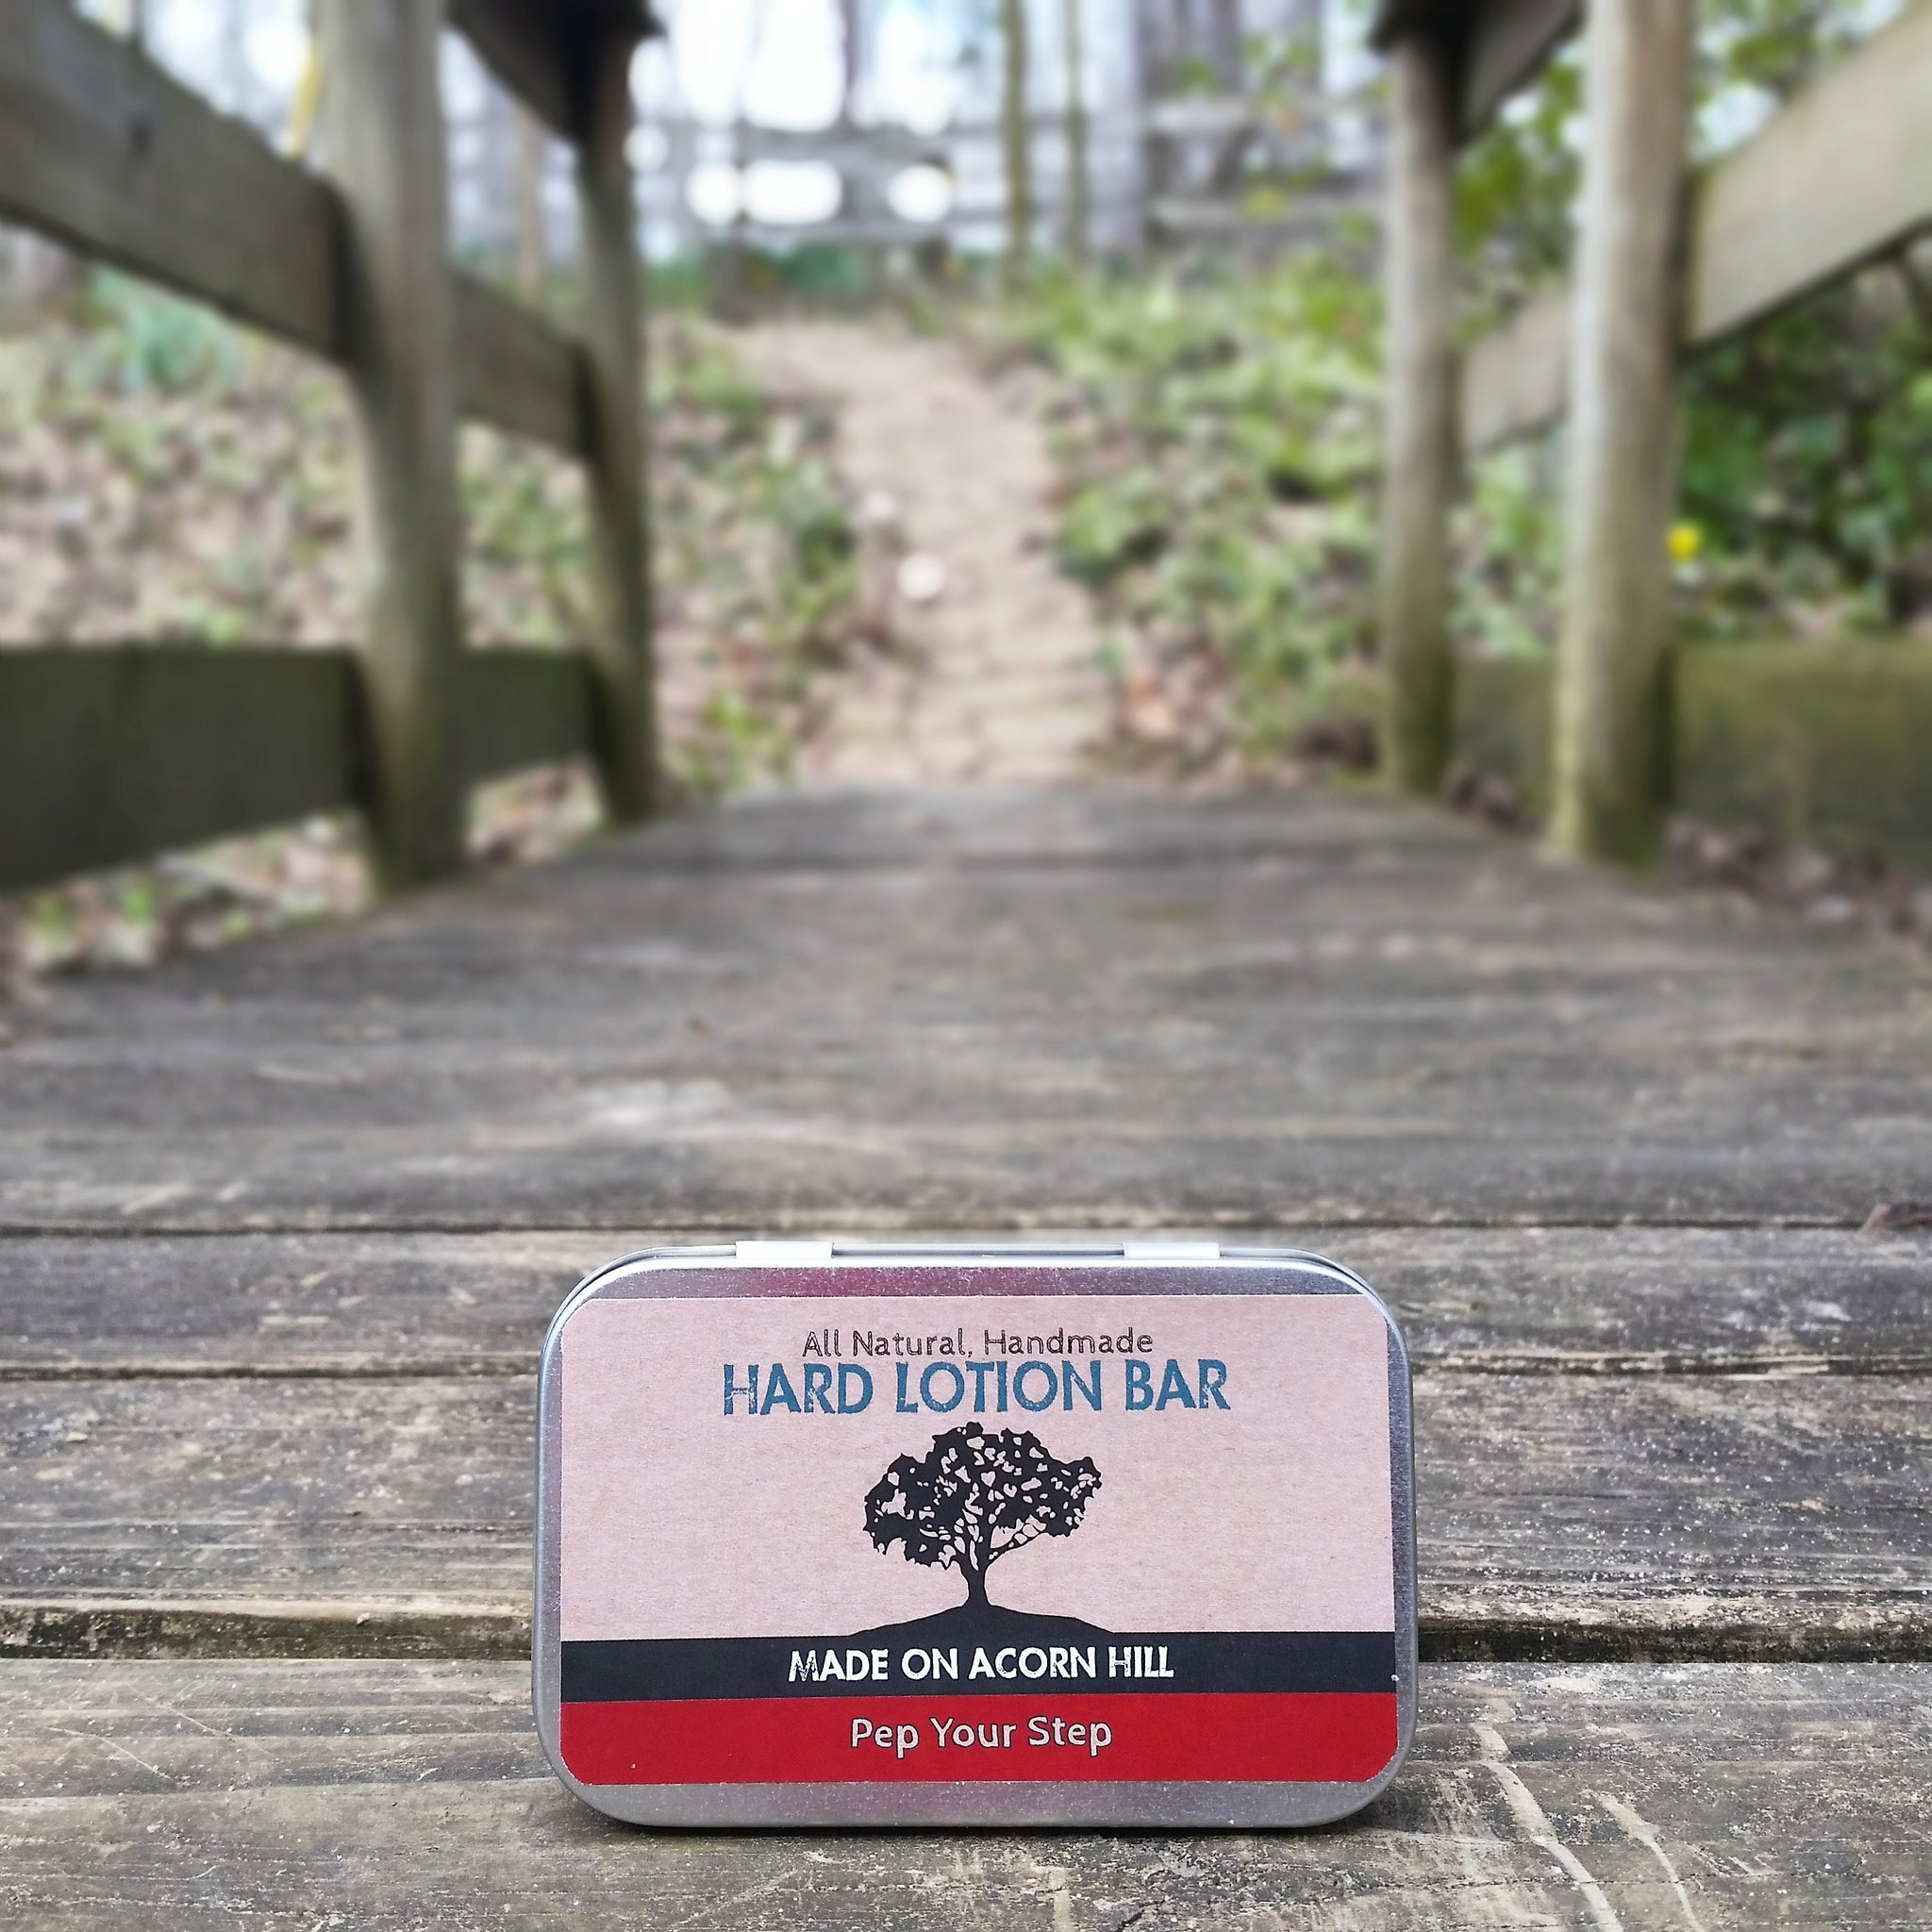 All Natural, Handmade
HARD LOTION BAR
MADE ON ACORN HILL
Pep Your Step